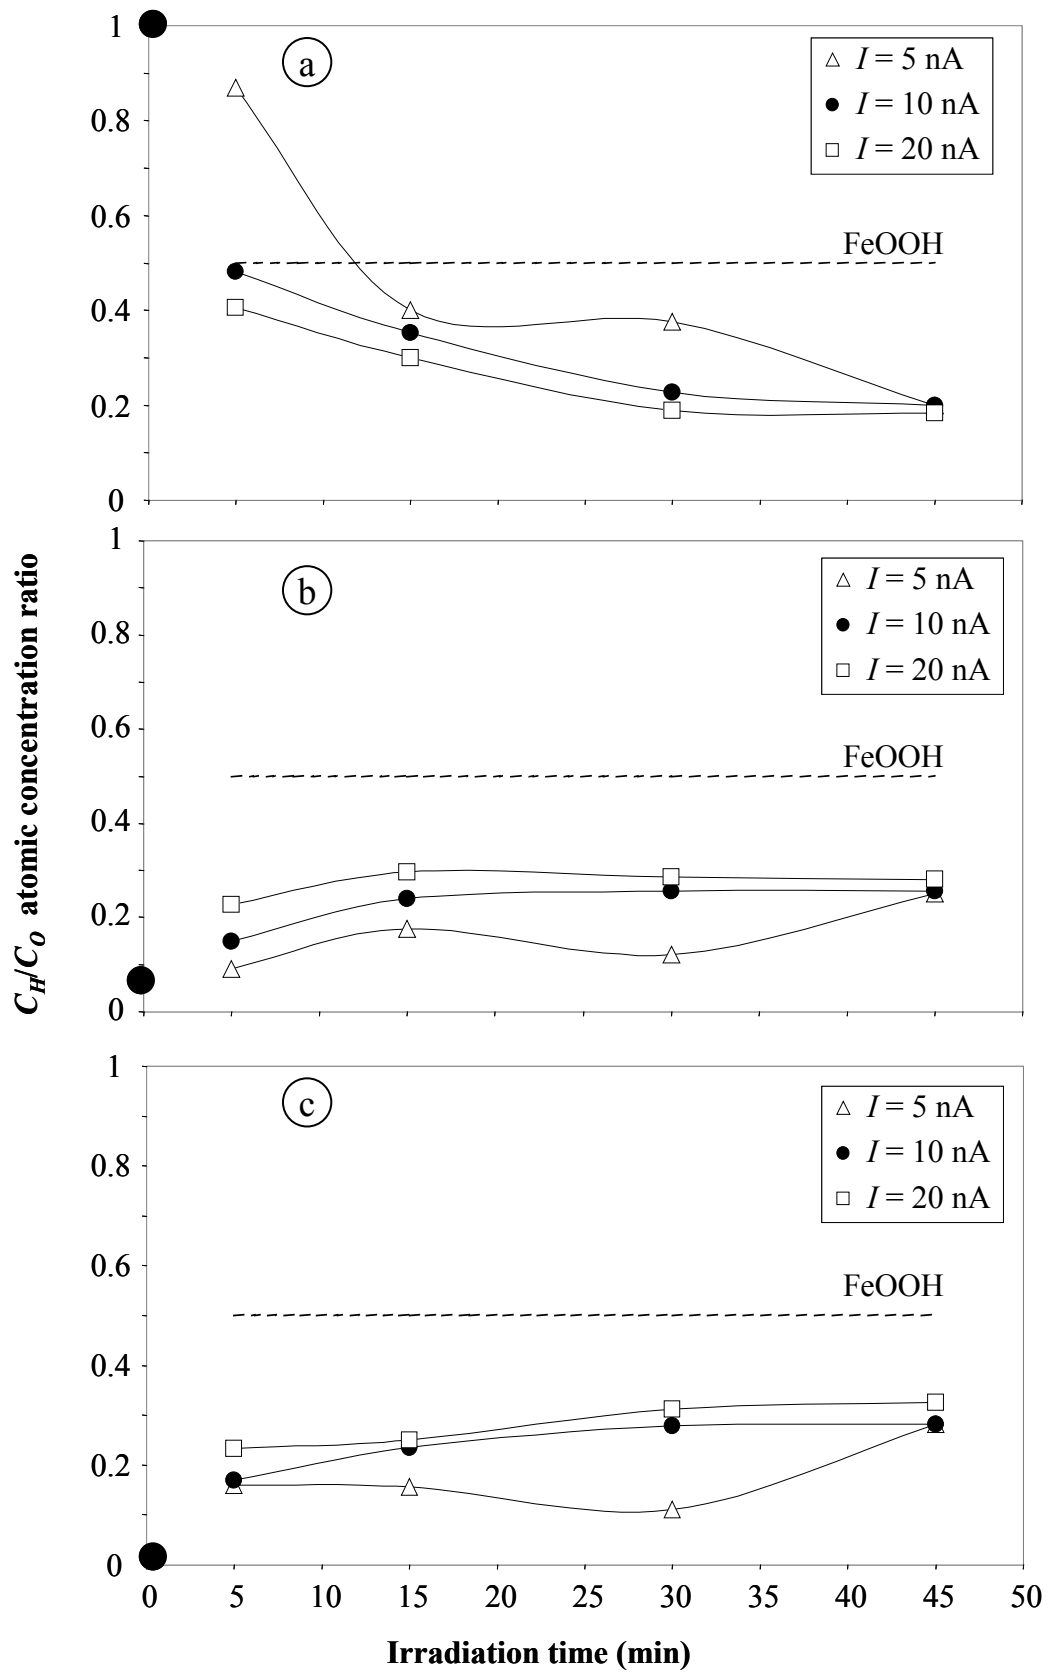 1
0.8
0.6
0.4
0.2
0
a
I = 5 nA
I = 10 nA
I = 20 nA
FeOOH
1
0.8
0.6
0.4
0.2
0
b
I = 5 nA
I = 10 nA
I = 20 nA
FeOOH
C_H/C_O atomic concentration ratio
1
0.8
0.6
0.4
0.2
0
c
I = 5 nA
I = 10 nA
I = 20 nA
FeOOH
0 5 10 15 20 25 30 35 40 45 50
Irradiation time (min)